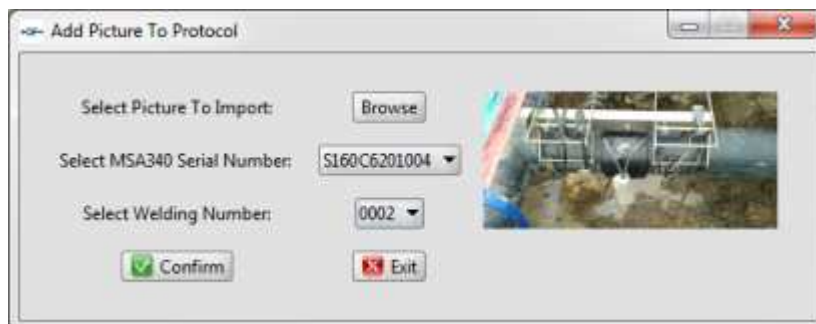 Add Picture To Protocol
Select Picture To Import: Browse
Select MSA340 Serial Number: S160C6201004
Select Welding Number: 0002
Confirm Exit